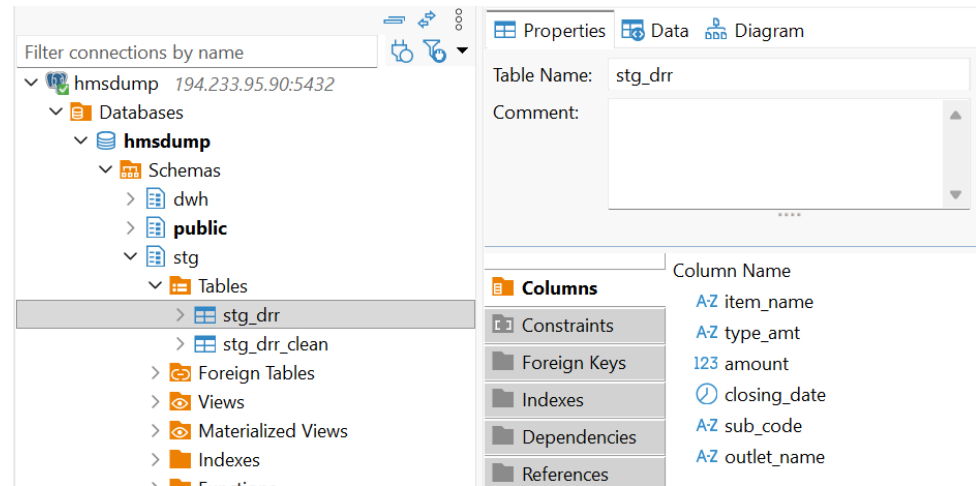 Filter connections by name
hmsdump 194.233.95.90:5432
Databases
hmsdump
Schemas
dwh
public
stg
Tables
stg_drr
stg_drr_clean
Foreign Tables
Views
Materialized Views
Indexes
Functions
Properties
Data
Diagram
Table Name: stg_drr
Comment:
Columns
Constraints
Foreign Keys
Indexes
Dependencies
References
Column Name
A-Z item_name
A-Z type_amt
123 amount
closing_date
A-Z sub_code
A-Z outlet_name